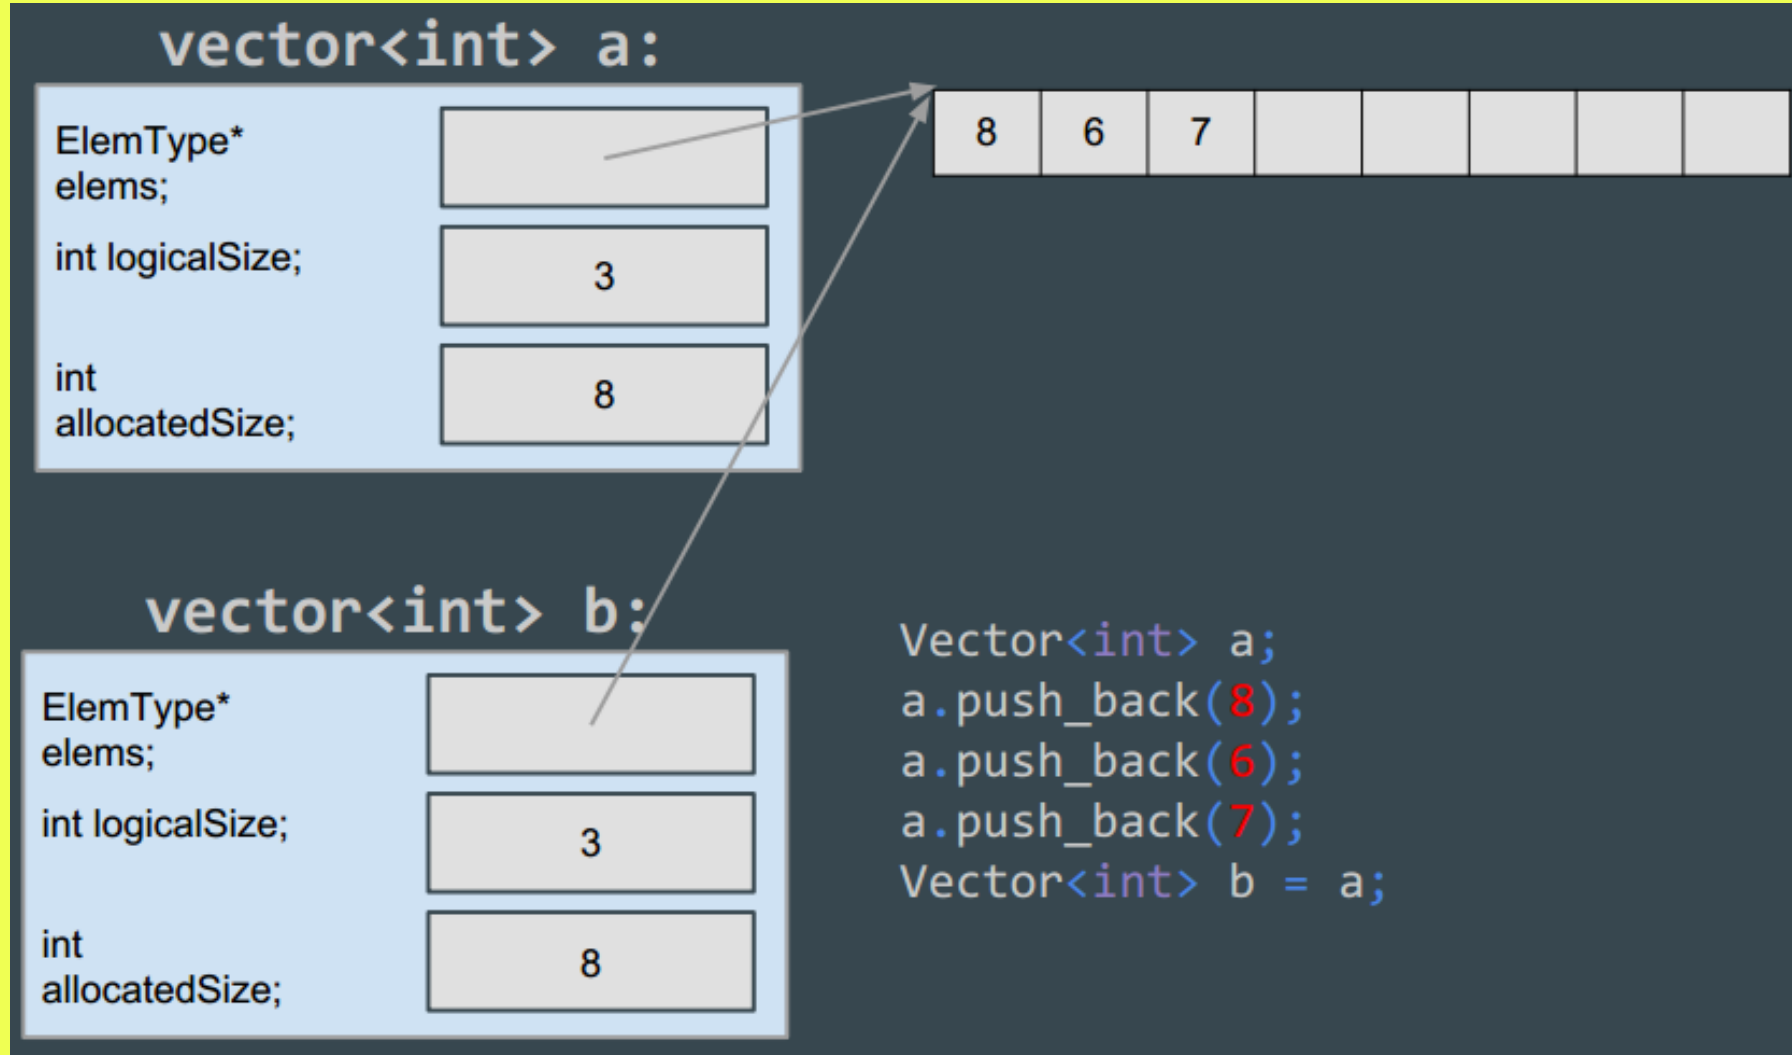 vector<int> a:
ElemType*
elems;
int logicalSize;
3
int
allocatedSize;
8
8 6 7
vector<int> b:
ElemType*
elems;
int logicalSize;
3
int
allocatedSize;
8
Vector<int> a;
a.push_back(8);
a.push_back(6);
a.push_back(7);
Vector<int> b = a;